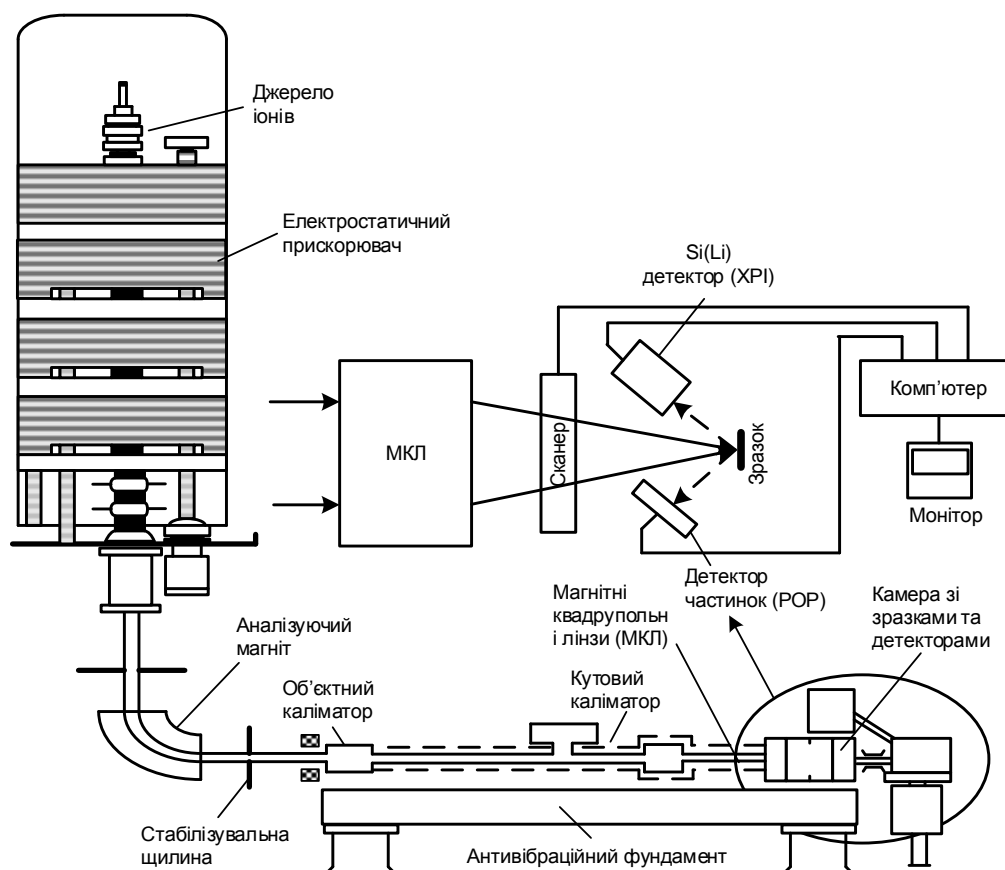 Джерело
іонів
Електростатичний
прискорювач
Si(Li)
детектор (ХРІ)
МКЛ
Сканер
Зразок
Комп’ютер
Монітор
Детектор
частинок (РОР)
Магнітні
квадрупольн
і лінзи (МКЛ)
Камера зі
зразками та
детекторами
Аналізуючий
магніт
Об’єктний
каліматор
Кутовий
каліматор
Стабілізувальна
щилина
Антивібраційний фундамент